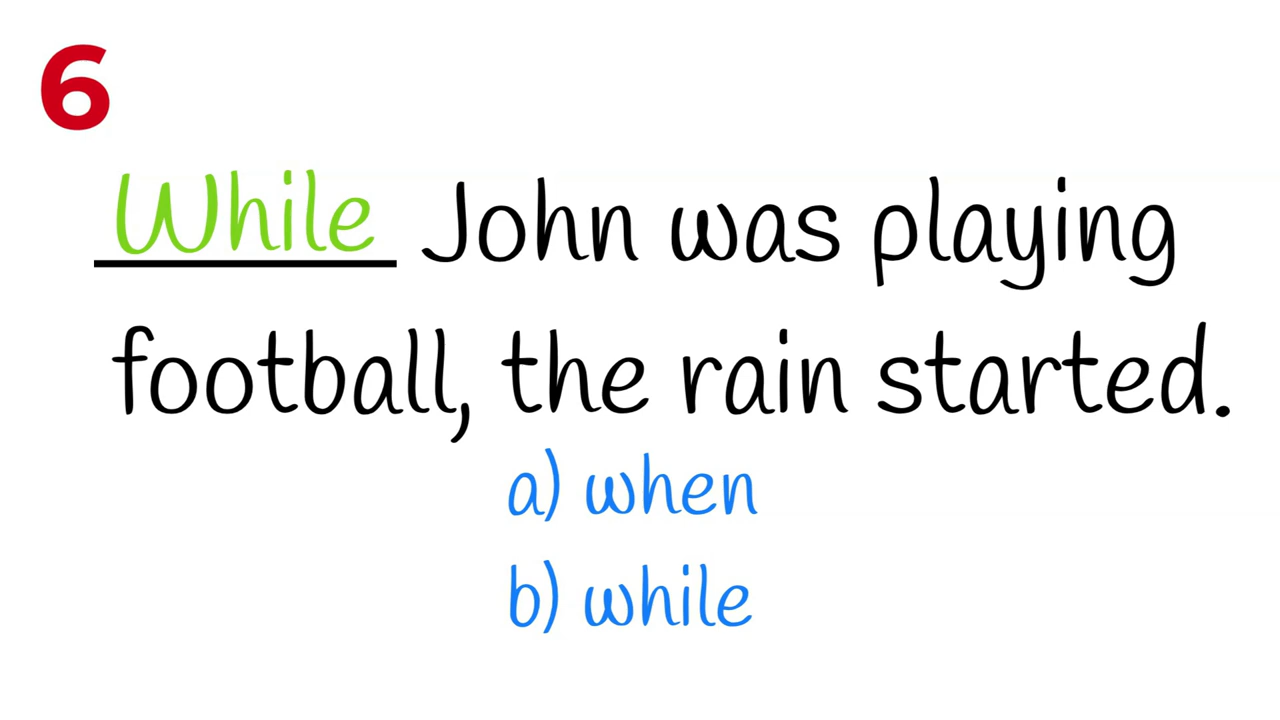 6
While John was playing
football, the rain started.
a) when
b) while